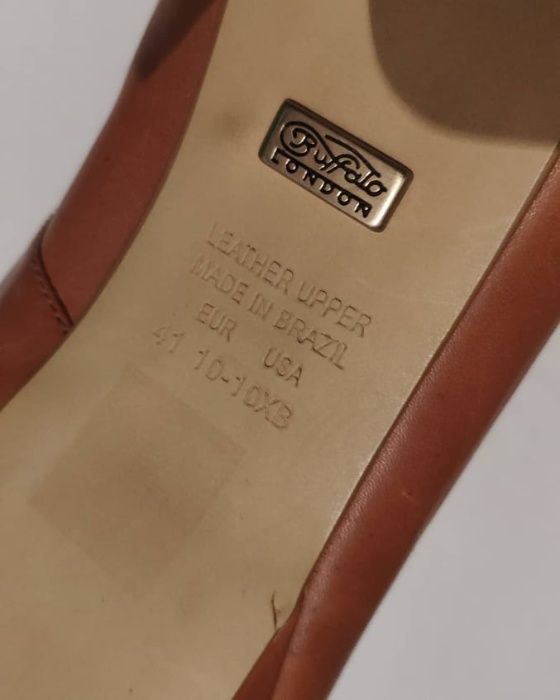 Buffalo
LONDON
LEATHER UPPER
MADE IN BRAZIL
EUR USA
41 10-10XB